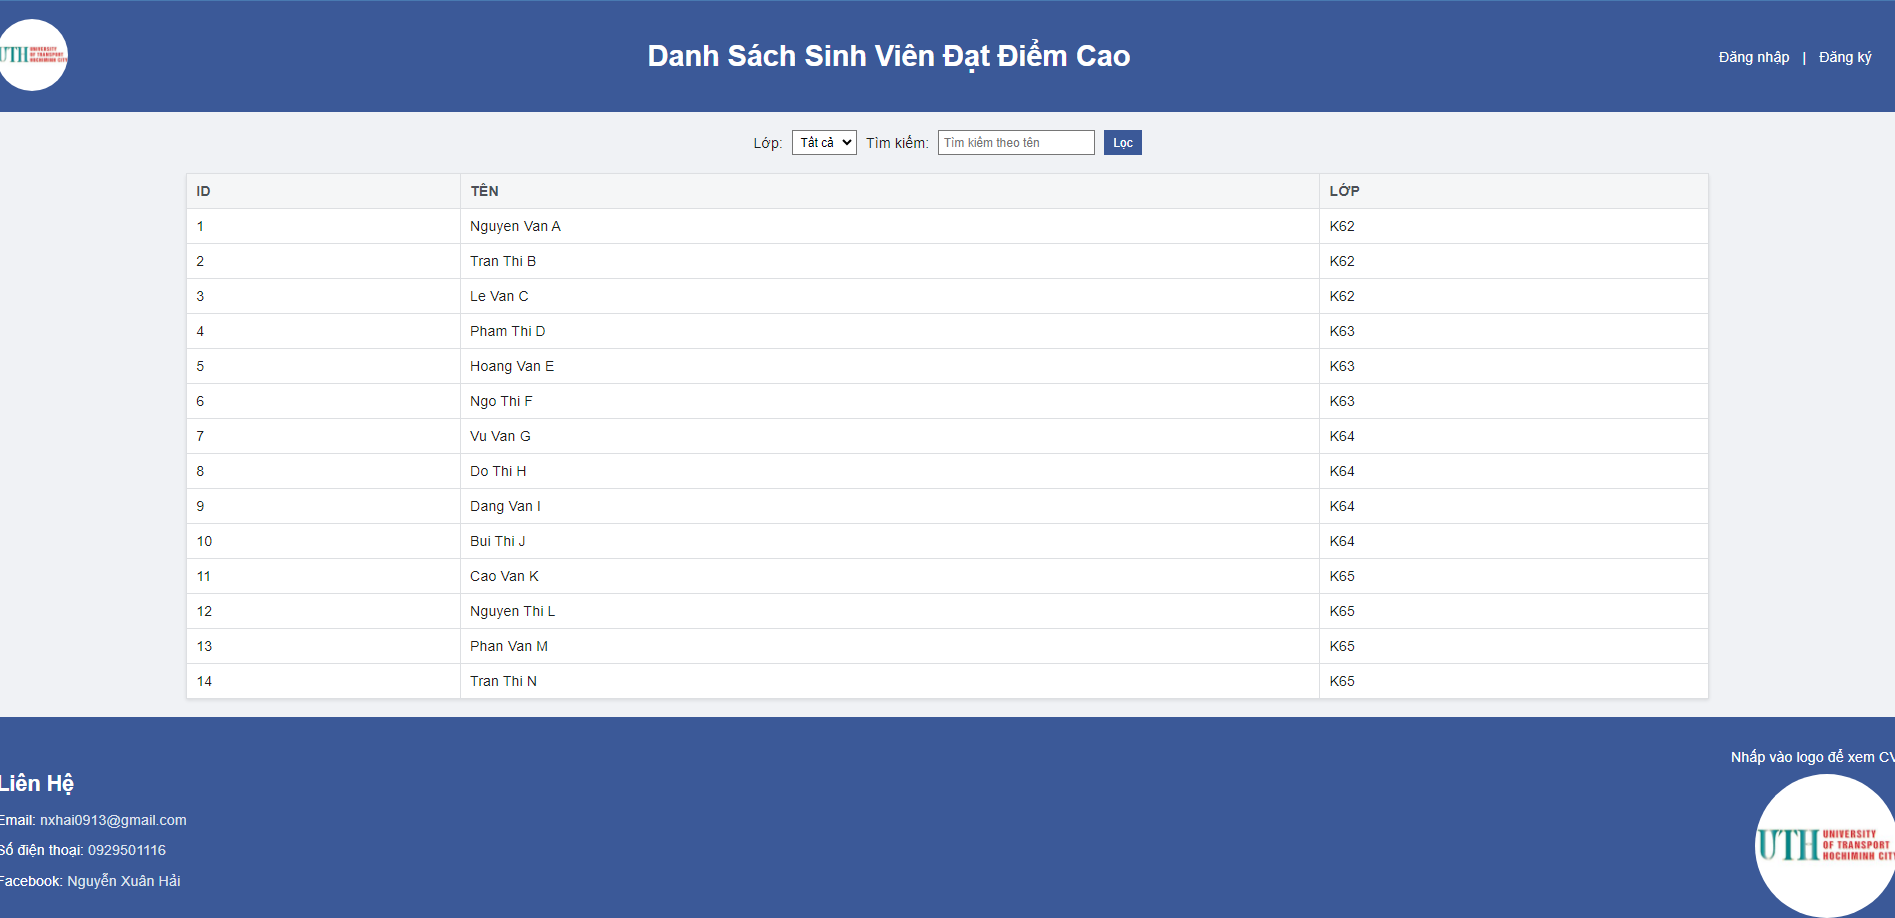 UTH UNIVERSITY
OF TRANSPORT
HOCHIMINH CITY
Danh Sách Sinh Viên Đạt Điểm Cao
Đăng nhập | Đăng ký
Lớp: Tất cả Tìm kiếm: Tìm kiếm theo tên Lọc
ID TÊN LỚP
1 Nguyen Van A K62
2 Tran Thi B K62
3 Le Van C K62
4 Pham Thi D K63
5 Hoang Van E K63
6 Ngo Thi F K63
7 Vu Van G K64
8 Do Thi H K64
9 Dang Van I K64
10 Bui Thi J K64
11 Cao Van K K65
12 Nguyen Thi L K65
13 Phan Van M K65
14 Tran Thi N K65
Liên Hệ
Email: nxhai0913@gmail.com
Số điện thoại: 0929501116
Facebook: Nguyễn Xuân Hải
Nhấp vào logo để xem CV
UTH UNIVERSITY
OF TRANSPORT
HOCHIMINH CITY